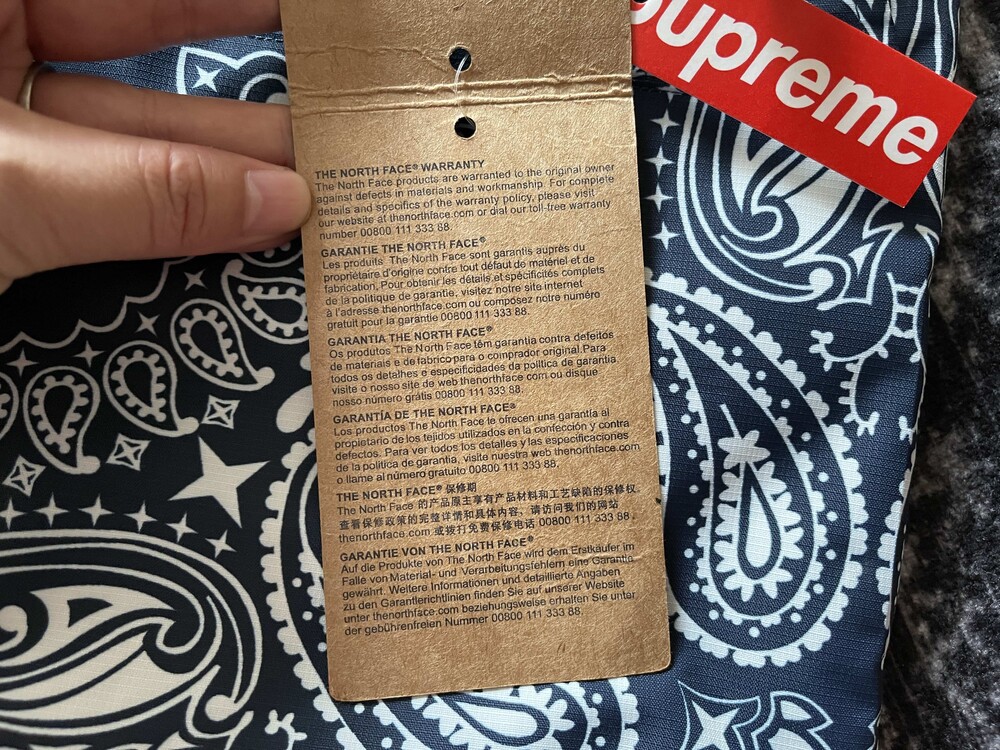 Supreme
THE NORTH FACE® WARRANTY
The North Face products are warranted to the original owner
against defects in materials and workmanship. For complete
details and specifics of the warranty policy, please visit
our website at thenorthface.com or dial our toll-free warranty
number 00800 111 333 88.
GARANTIE THE NORTH FACE®
Les produits The North Face sont garantis auprès du
propriétaire d'origine contre tout défaut de matériel et de
fabrication. Pour obtenir les détails et spécificités complets
de la politique de garantie, visitez notre site internet
à l'adresse thenorthface.com ou composez notre numéro
gratuit pour la garantie 00800 111 333 88.
GARANTIA THE NORTH FACE®
Os produtos The North Face têm garantia contra defeitos
de materiais e de fabrico para o comprador original. Para
todos os detalhes e especificidades da política de garantia,
visite o nosso site de web thenorthface.com ou disque
nosso número grátis 00800 111 333 88.
GARANTÍA DE THE NORTH FACE®
Los productos The North Face te ofrecen una garantía al
propietario de los tejidos utilizados en la confección y contra
defectos. Para ver todos los detalles y las especificaciones
de la política de garantía, visite nuestra web thenorthface.com
o llame al número gratuito 00800 111 333 88.
THE NORTH FACE® 保修期
The North Face 的产品原主享有产品材料和工艺缺陷的保修权.
查看保修政策的完整详情和具体内容, 请访问我们的网站
thenorthface.com 或拨打免费保修电话 00800 111 333 88 .
GARANTIE VON THE NORTH FACE®
Auf die Produkte von The North Face wird dem Erstkäufer im
Falle von Material- und Verarbeitungsfehlern eine Garantie
gewährt. Weitere Informationen und detaillierte Angaben
zu den Garantierichtlinien finden Sie auf unserer Website
unter thenorthface.com beziehungsweise erhalten Sie unter
der gebührenfreien Nummer 00800 111 333 88.